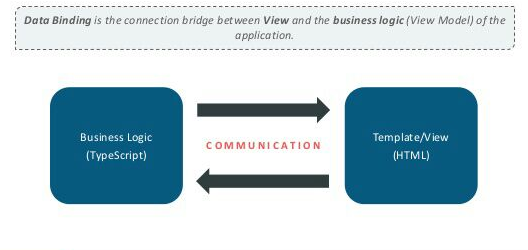 Data Binding is the connection bridge between View and the business logic (View Model) of the
application.
Business Logic
(TypeScript)
COMMUNICATION
Template/View
(HTML)